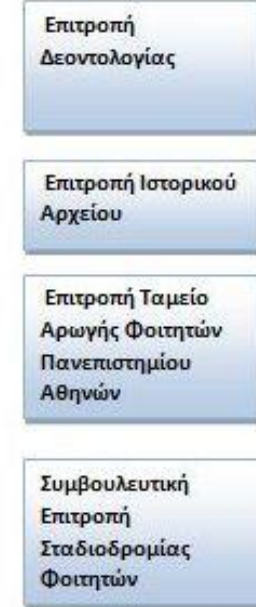 Επιτροπή
Δεοντολογίας
Επιτροπή Ιστορικού
Αρχείου
Επιτροπή Ταμείο
Αρωγής Φοιτητών
Πανεπιστημίου
Αθηνών
Συμβουλευτική
Επιτροπή
Σταδιοδρομίας
Φοιτητών